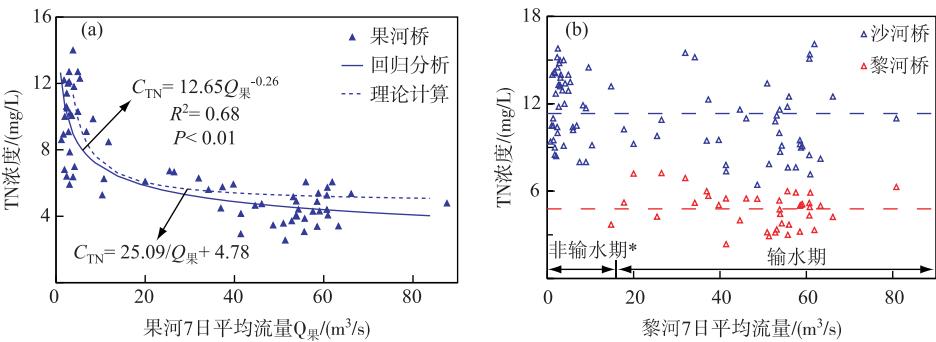 (a)
果河桥
回归分析
理论计算
C_TN = 12.65Q果^-0.26
R² = 0.68
P < 0.01
C_TN = 25.09/Q果 + 4.78
TN浓度/(mg/L)
16
12
8
4
0
20
40
60
80
果河7日平均流量Q果/(m³/s)
(b)
沙河桥
黎河桥
非输水期*
输水期
TN浓度/(mg/L)
18
12
6
0
20
40
60
80
黎河7日平均流量/(m³/s)